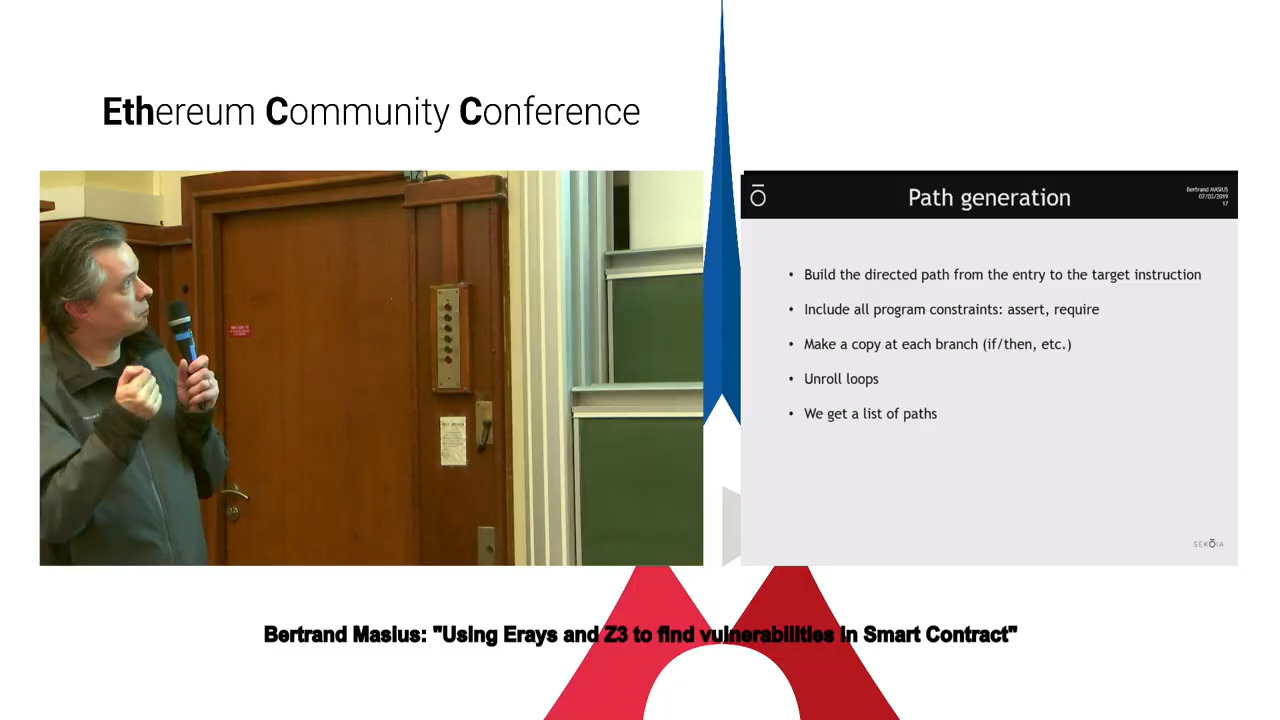 Ethereum Community Conference
Path generation
Bertrand MASIUS
07/03/2019
17
• Build the directed path from the entry to the target instruction
• Include all program constraints: assert, require
• Make a copy at each branch (if/then, etc.)
• Unroll loops
• We get a list of paths
SEKOIA
Bertrand Masius: "Using Erays and Z3 to find vulnerabilities in Smart Contract"